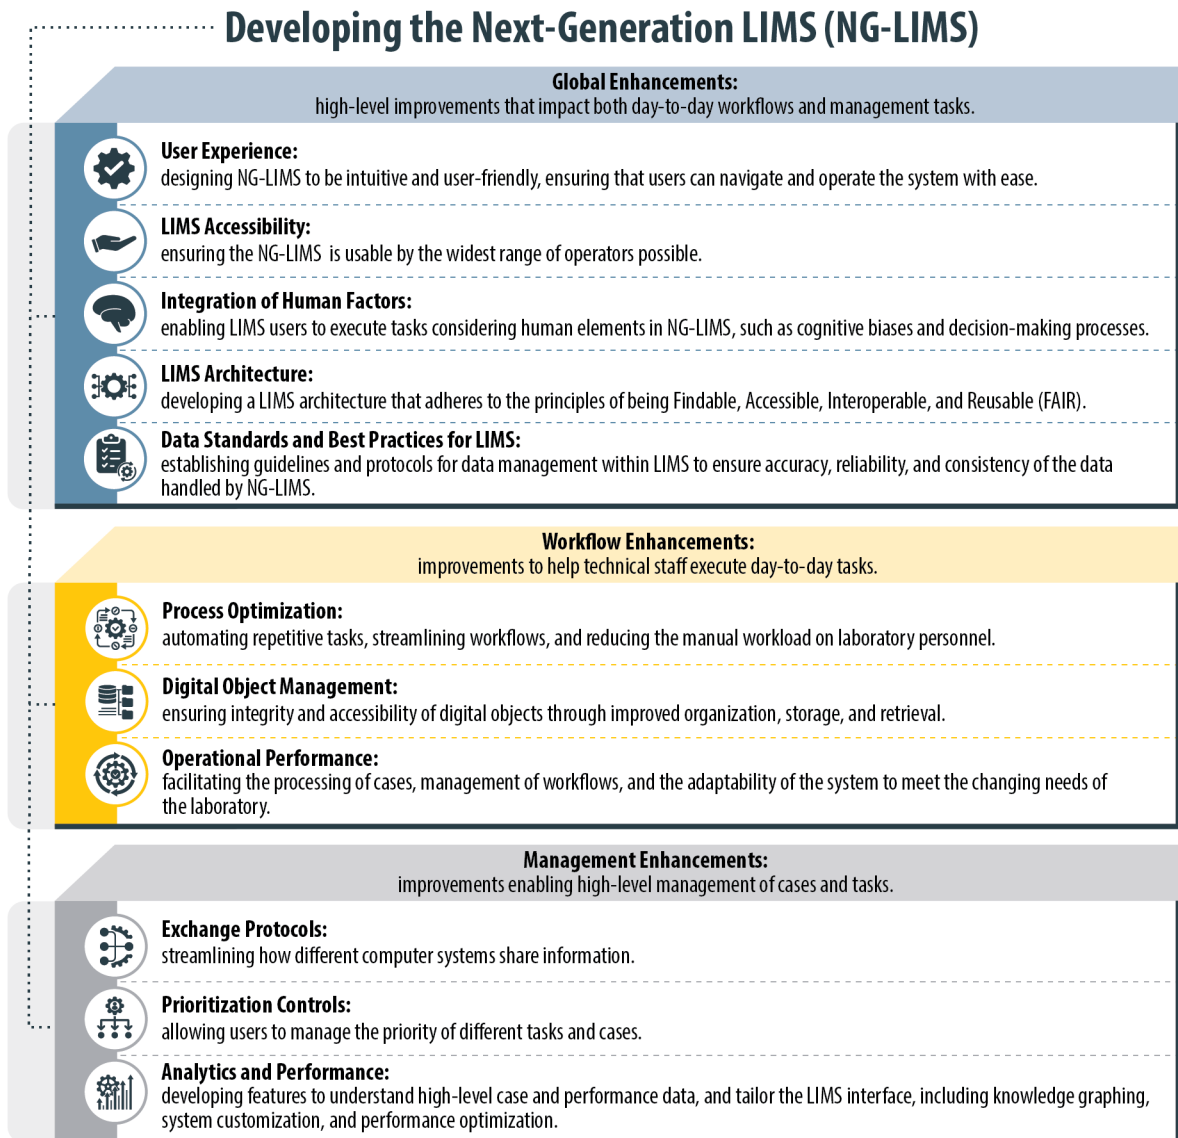 Developing the Next-Generation LIMS (NG-LIMS)
Global Enhancements:
high-level improvements that impact both day-to-day workflows and management tasks.
User Experience:
designing NG-LIMS to be intuitive and user-friendly, ensuring that users can navigate and operate the system with ease.
LIMS Accessibility:
ensuring the NG-LIMS is usable by the widest range of operators possible.
Integration of Human Factors:
enabling LIMS users to execute tasks considering human elements in NG-LIMS, such as cognitive biases and decision-making processes.
LIMS Architecture:
developing a LIMS architecture that adheres to the principles of being Findable, Accessible, Interoperable, and Reusable (FAIR).
Data Standards and Best Practices for LIMS:
establishing guidelines and protocols for data management within LIMS to ensure accuracy, reliability, and consistency of the data
handled by NG-LIMS.
Workflow Enhancements:
improvements to help technical staff execute day-to-day tasks.
Process Optimization:
automating repetitive tasks, streamlining workflows, and reducing the manual workload on laboratory personnel.
Digital Object Management:
ensuring integrity and accessibility of digital objects through improved organization, storage, and retrieval.
Operational Performance:
facilitating the processing of cases, management of workflows, and the adaptability of the system to meet the changing needs of
the laboratory.
Management Enhancements:
improvements enabling high-level management of cases and tasks.
Exchange Protocols:
streamlining how different computer systems share information.
Prioritization Controls:
allowing users to manage the priority of different tasks and cases.
Analytics and Performance:
developing features to understand high-level case and performance data, and tailor the LIMS interface, including knowledge graphing,
system customization, and performance optimization.